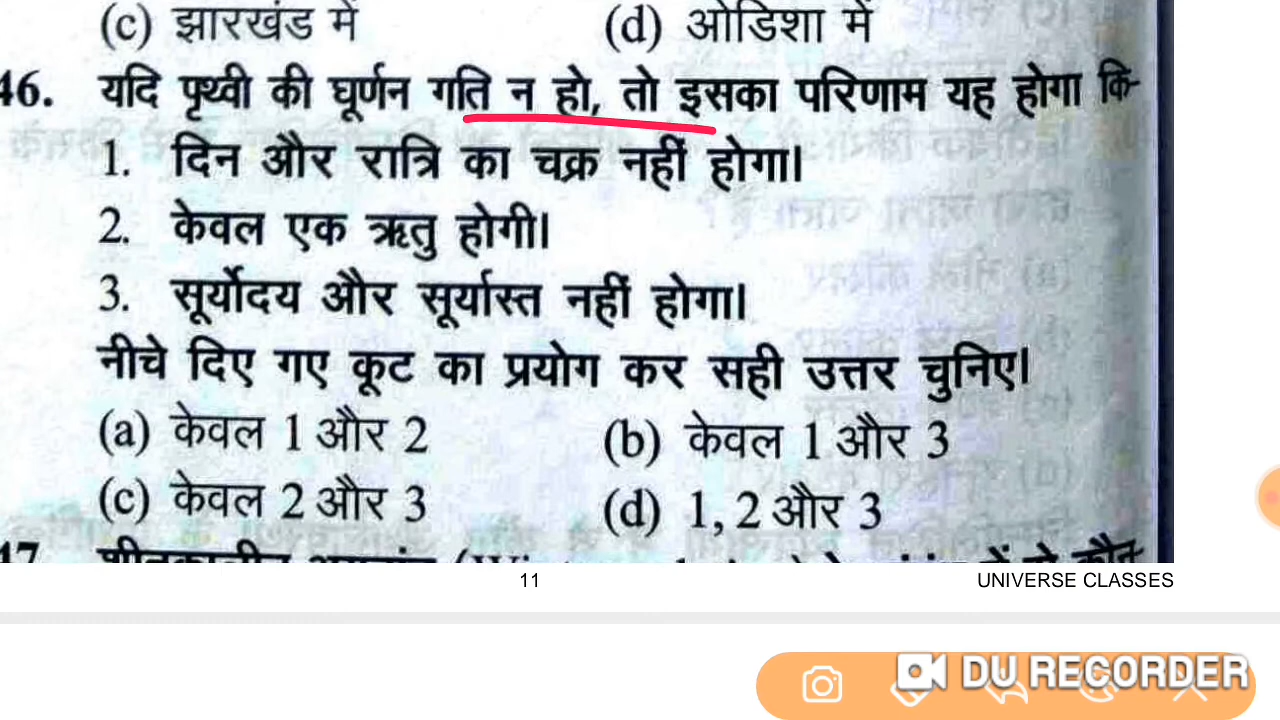 (c) झारखंड में (d) ओडिशा में
46. यदि पृथ्वी की घूर्णन गति न हो, तो इसका परिणाम यह होगा कि-
1. दिन और रात्रि का चक्र नहीं होगा।
2. केवल एक ऋतु होगी।
3. सूर्योदय और सूर्यास्त नहीं होगा।
नीचे दिए गए कूट का प्रयोग कर सही उत्तर चुनिए।
(a) केवल 1 और 2 (b) केवल 1 और 3
(c) केवल 2 और 3 (d) 1, 2 और 3
47. शीतकालीन
11 UNIVERSE CLASSES
DU RECORDER